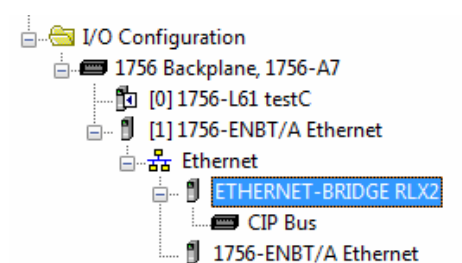 I/O Configuration
1756 Backplane, 1756-A7
[0] 1756-L61 testC
[1] 1756-ENBT/A Ethernet
Ethernet
ETHERNET-BRIDGE RLX2
CIP Bus
1756-ENBT/A Ethernet